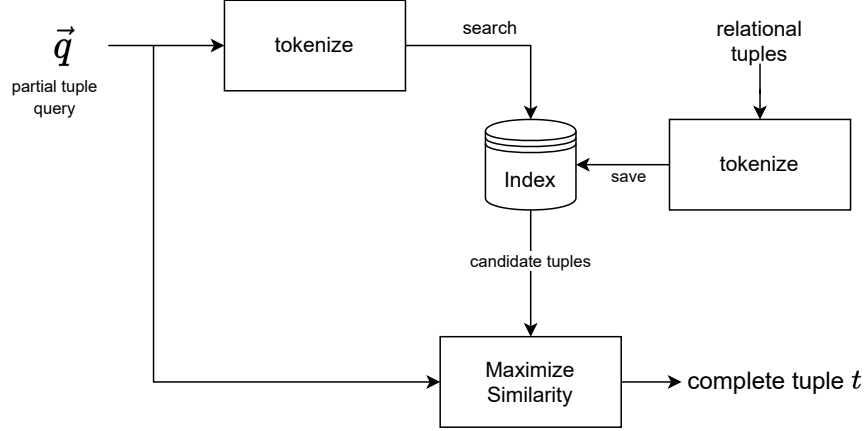 q⃗
partial tuple
query
tokenize
search
relational
tuples
tokenize
Index
save
candidate tuples
Maximize
Similarity
complete tuple t